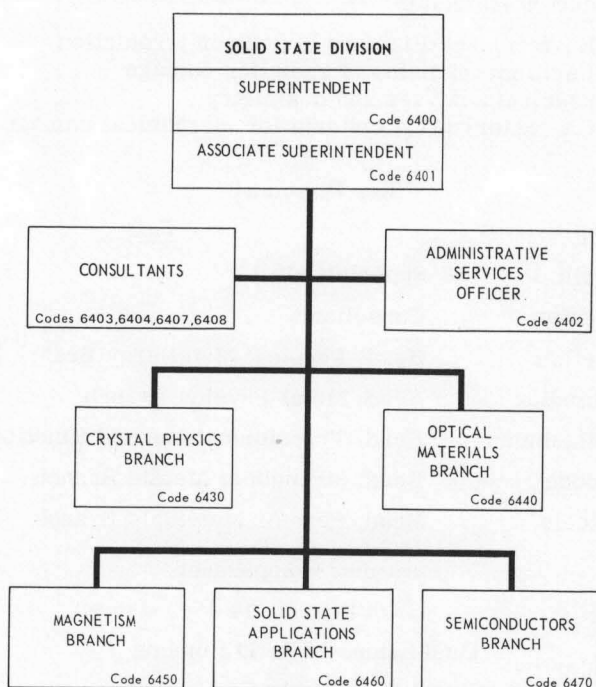 SOLID STATE DIVISION
SUPERINTENDENT
Code 6400
ASSOCIATE SUPERINTENDENT
Code 6401
CONSULTANTS
Codes 6403,6404,6407,6408
ADMINISTRATIVE
SERVICES
OFFICER
Code 6402
CRYSTAL PHYSICS
BRANCH
Code 6430
OPTICAL
MATERIALS
BRANCH
Code 6440
MAGNETISM
BRANCH
Code 6450
SOLID STATE
APPLICATIONS
BRANCH
Code 6460
SEMICONDUCTORS
BRANCH
Code 6470